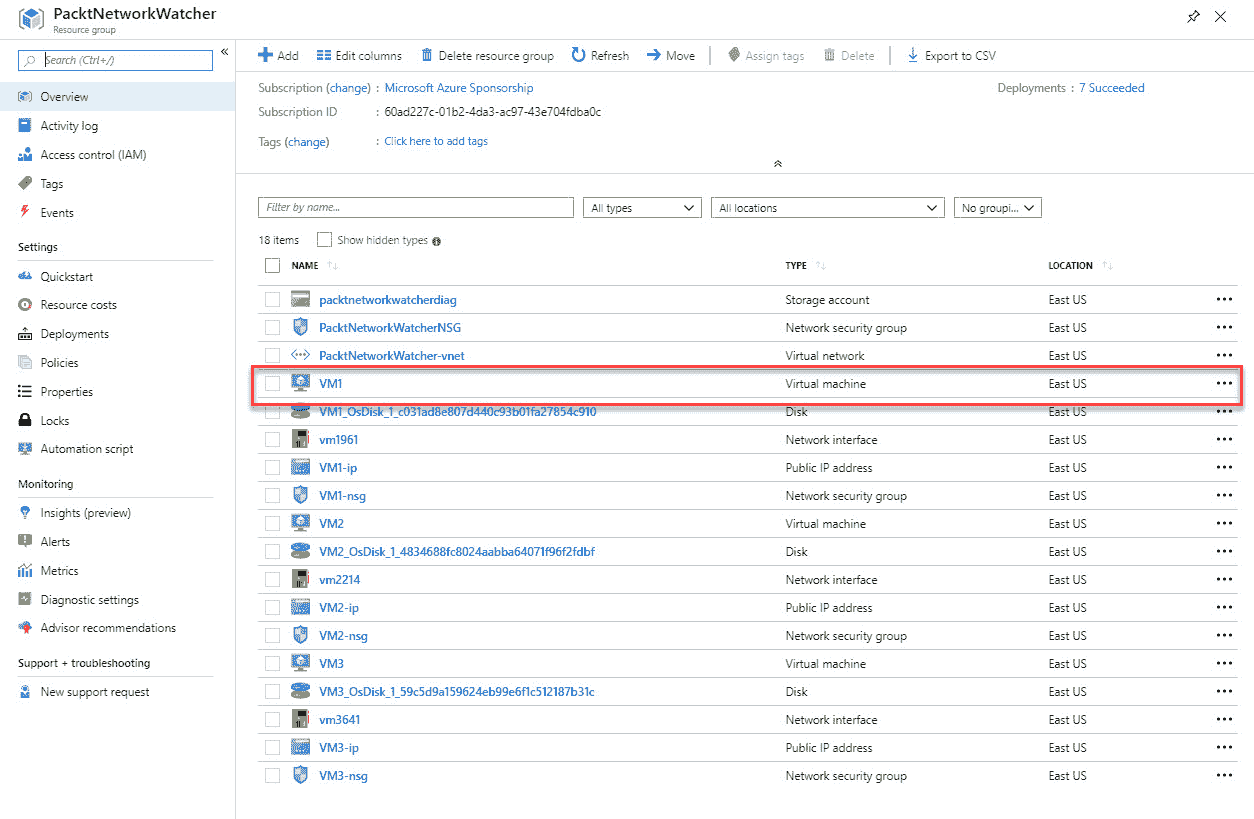 PacktNetworkWatcher
Resource group
Search (Ctrl+/)
«
Overview
Activity log
Access control (IAM)
Tags
Events
Settings
Quickstart
Resource costs
Deployments
Policies
Properties
Locks
Automation script
Monitoring
Insights (preview)
Alerts
Metrics
Diagnostic settings
Advisor recommendations
Support + troubleshooting
New support request
Add Edit columns Delete resource group Refresh Move Assign tags Delete Export to CSV
Subscription (change) : Microsoft Azure Sponsorship Deployments : 7 Succeeded
Subscription ID : 60ad227c-01b2-4da3-ac97-43e704fdba0c
Tags (change) : Click here to add tags
Filter by name... All types All locations No groupi...
18 items Show hidden types
NAME TYPE LOCATION
packtnetworkwatcherdiag Storage account East US
PacktNetworkWatcherNSG Network security group East US
PacktNetworkWatcher-vnet Virtual network East US
VM1 Virtual machine East US
VM1_OsDisk_1_c031ad8e807d440c93b01fa27854c910 Disk East US
vm1961 Network interface East US
VM1-ip Public IP address East US
VM1-nsg Network security group East US
VM2 Virtual machine East US
VM2_OsDisk_1_4834688fc8024aabba64071f96f2fdbf Disk East US
vm2214 Network interface East US
VM2-ip Public IP address East US
VM2-nsg Network security group East US
VM3 Virtual machine East US
VM3_OsDisk_1_59c5d9a159624eb99e6f1c512187b31c Disk East US
vm3641 Network interface East US
VM3-ip Public IP address East US
VM3-nsg Network security group East US